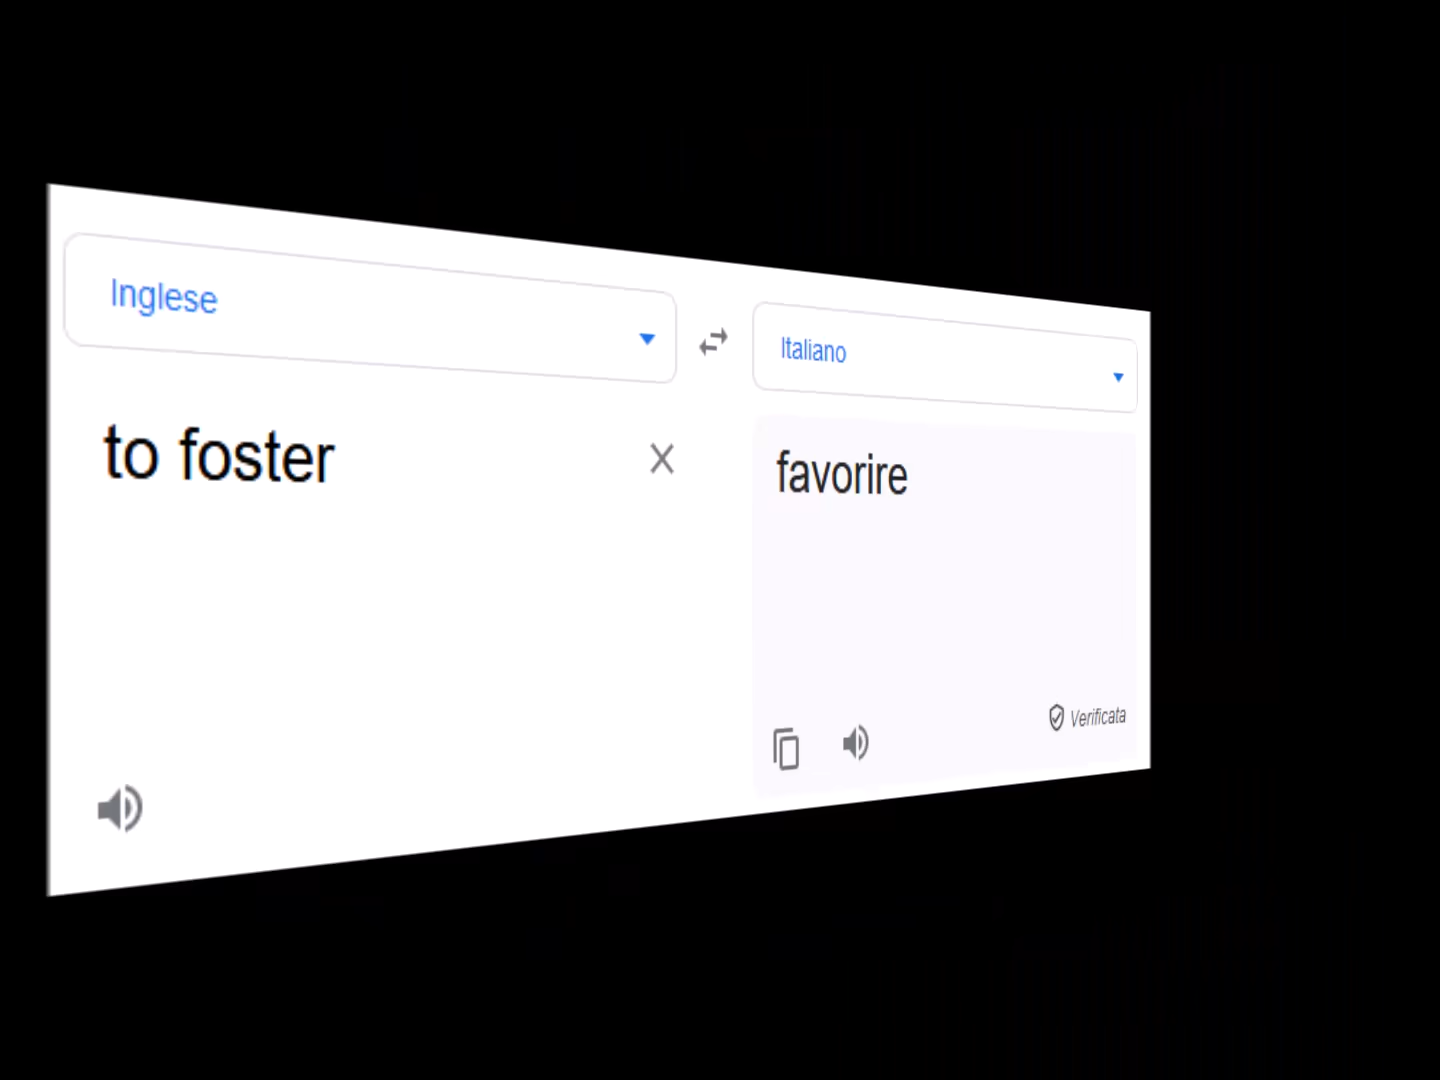 Inglese
Italiano
to foster
favorire
Verificata